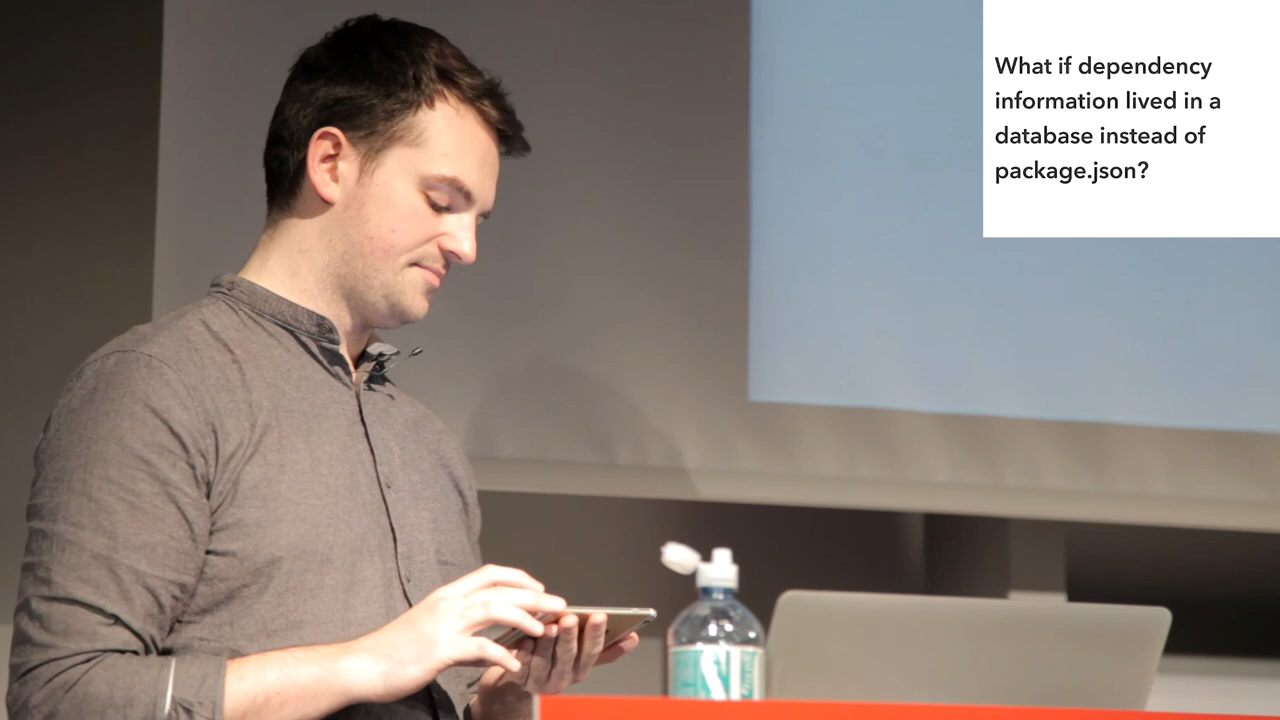 What if dependency
information lived in a
database instead of
package.json?